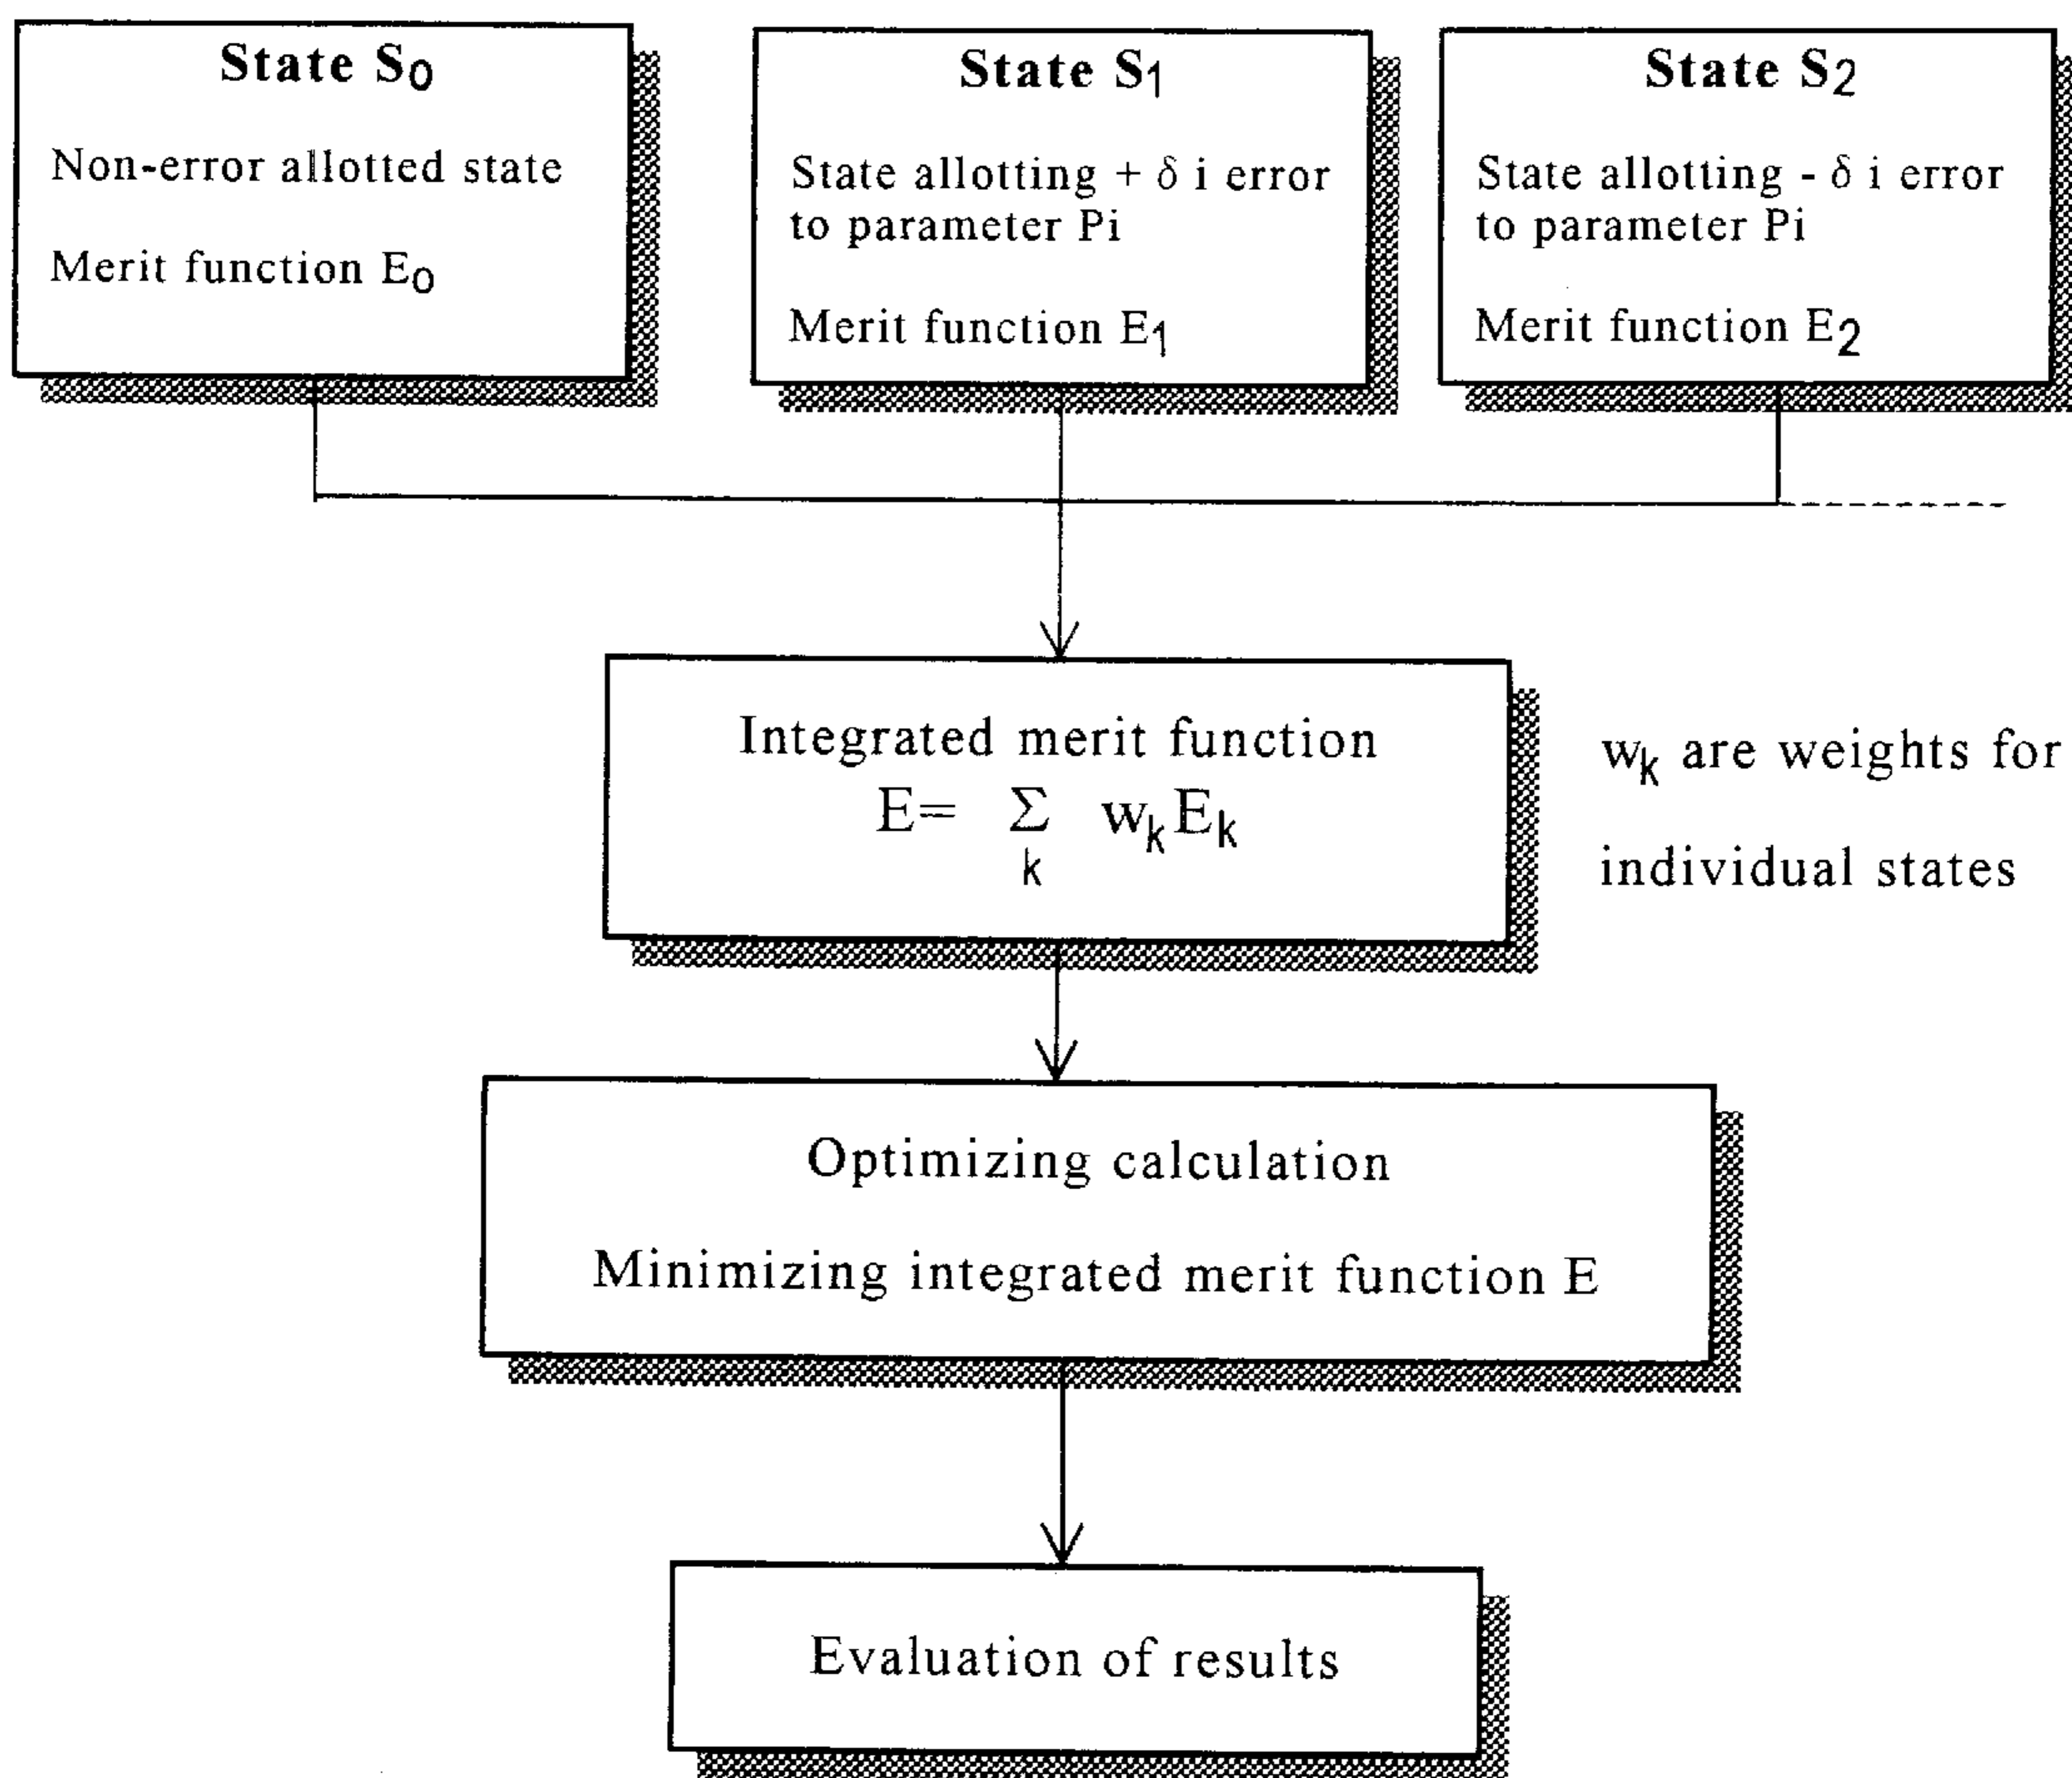 State S0
Non-error allotted state
Merit function E0
State S1
State allotting + δ i error
to parameter Pi
Merit function E1
State S2
State allotting - δ i error
to parameter Pi
Merit function E2
Integrated merit function
E= Σ wkEk
k
wk are weights for
individual states
Optimizing calculation
Minimizing integrated merit function E
Evaluation of results